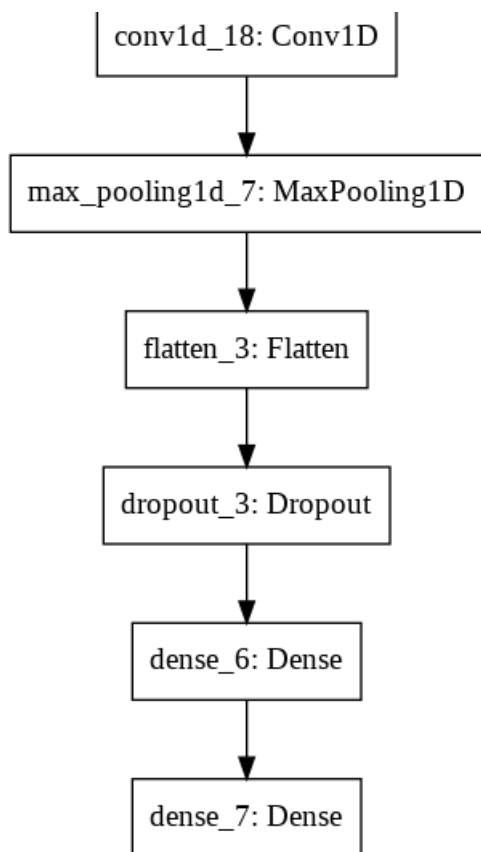 conv1d_18: Conv1D
max_pooling1d_7: MaxPooling1D
flatten_3: Flatten
dropout_3: Dropout
dense_6: Dense
dense_7: Dense